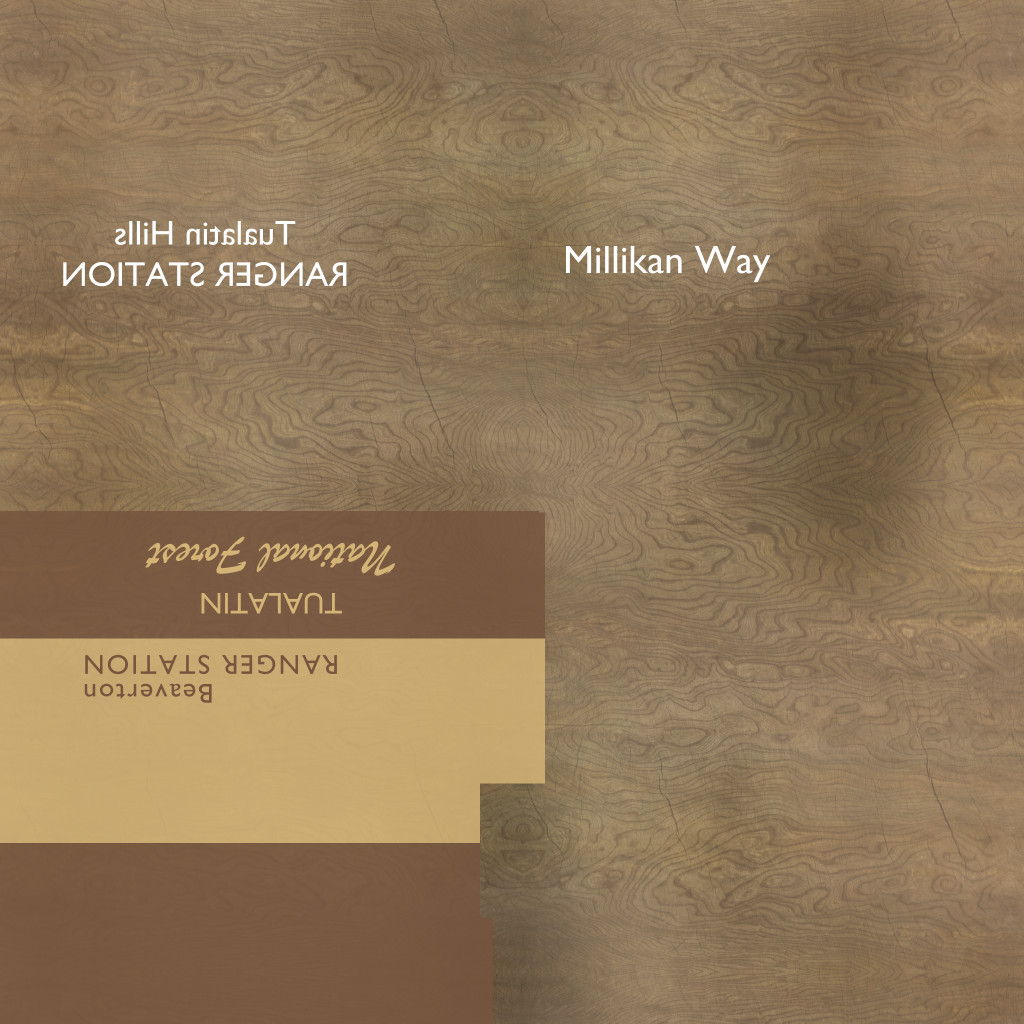 Tualatin Hills
RANGER STATION
Millikan Way
National Forest
TUALATIN
RANGER STATION
Beaverton